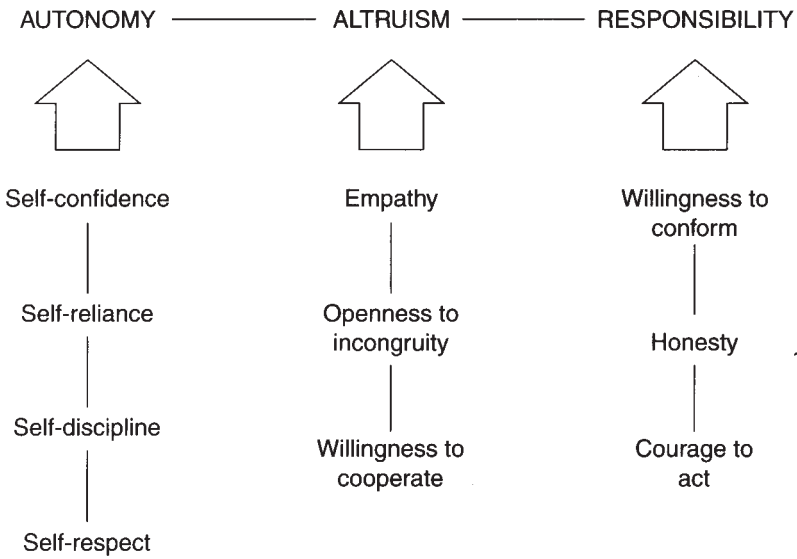 AUTONOMY ALTRUISM RESPONSIBILITY
Self-confidence
Self-reliance
Self-discipline
Self-respect
Empathy
Openness to
incongruity
Willingness to
cooperate
Willingness to
conform
Honesty
Courage to
act